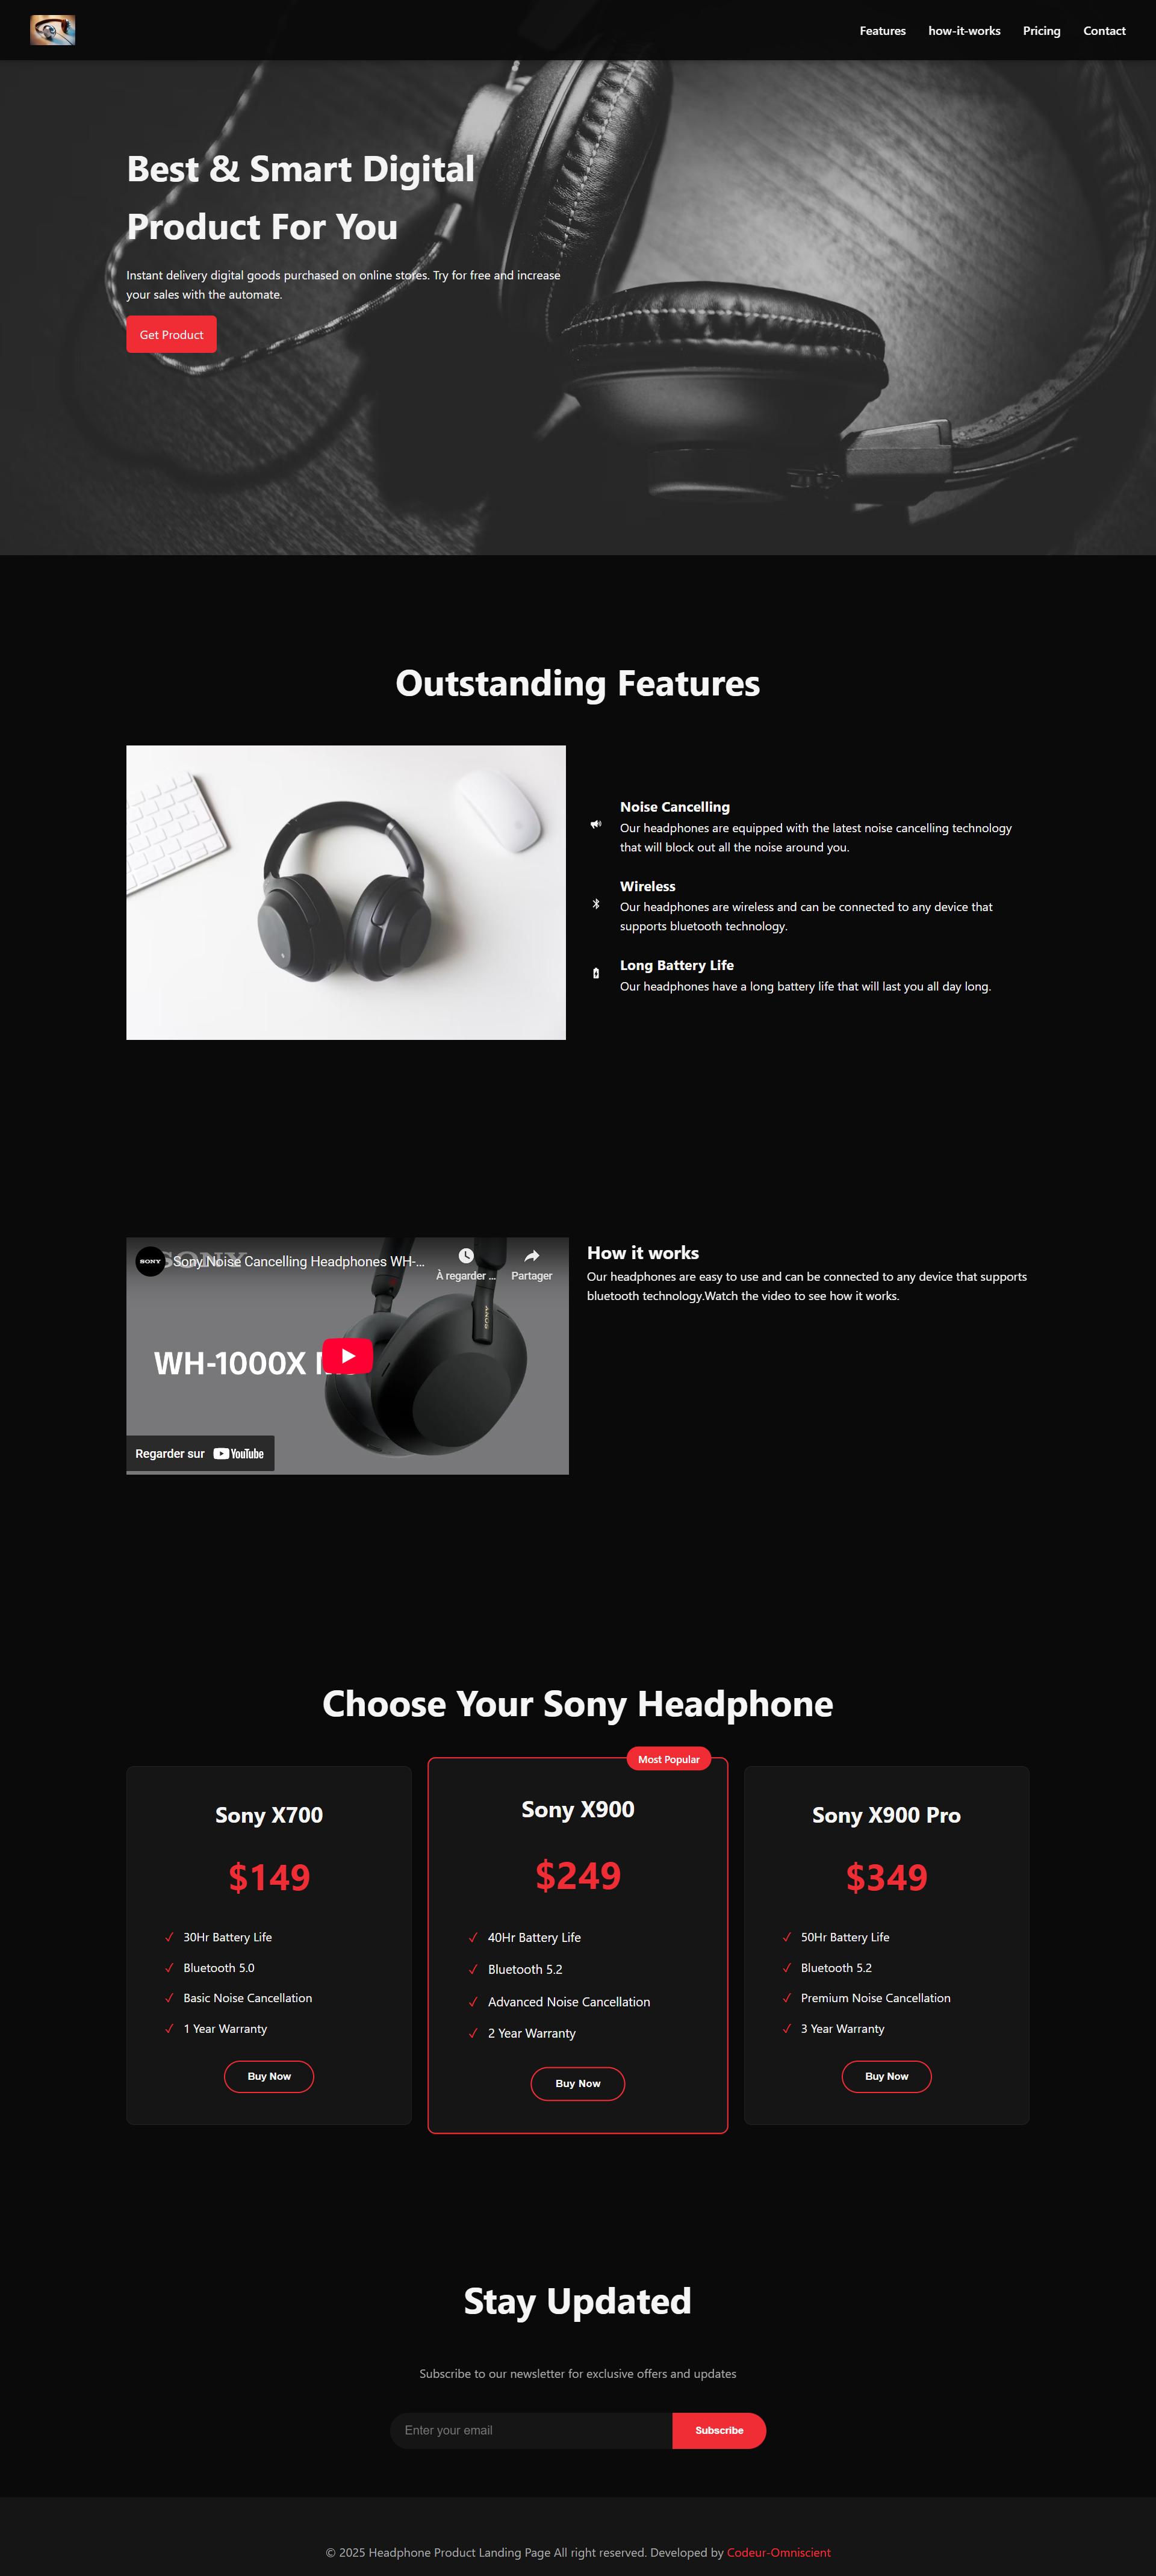 Features how-it-works Pricing Contact
Best & Smart Digital
Product For You
Instant delivery digital goods purchased on online stores. Try for free and increase
your sales with the automate.
Get Product
Outstanding Features
Noise Cancelling
Our headphones are equipped with the latest noise cancelling technology
that will block out all the noise around you.
Wireless
Our headphones are wireless and can be connected to any device that
supports bluetooth technology.
Long Battery Life
Our headphones have a long battery life that will last you all day long.
SONY
SONY
Sony Noise Cancelling Headphones WH-...
À regarder ...
Partager
SONY
WH-1000X
Regarder sur YouTube
How it works
Our headphones are easy to use and can be connected to any device that supports
bluetooth technology.Watch the video to see how it works.
Choose Your Sony Headphone
Sony X700
$149
✓ 30Hr Battery Life
✓ Bluetooth 5.0
✓ Basic Noise Cancellation
✓ 1 Year Warranty
Buy Now
Most Popular
Sony X900
$249
✓ 40Hr Battery Life
✓ Bluetooth 5.2
✓ Advanced Noise Cancellation
✓ 2 Year Warranty
Buy Now
Sony X900 Pro
$349
✓ 50Hr Battery Life
✓ Bluetooth 5.2
✓ Premium Noise Cancellation
✓ 3 Year Warranty
Buy Now
Stay Updated
Subscribe to our newsletter for exclusive offers and updates
Enter your email
Subscribe
© 2025 Headphone Product Landing Page All right reserved. Developed by Codeur-Omniscient